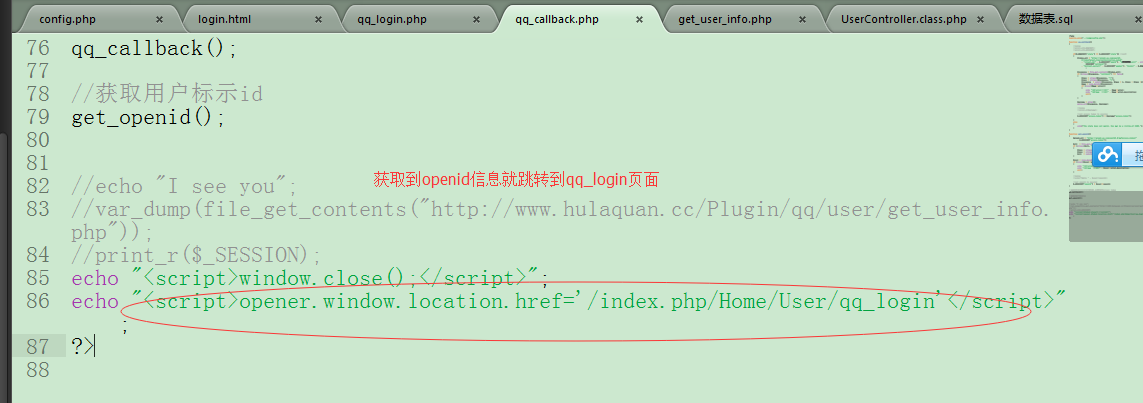 config.php × login.html × qq_login.php × qq_callback.php × get_user_info.php × UserController.class.php × 数据表.sql ×
76 qq_callback();
77
78 //获取用户标示id
79 get_openid();
80
81
获取到openid信息就跳转到qq_login页面
82 //echo "I see you";
83 //var_dump(file_get_contents("http://www.hulaquan.cc/Plugin/qq/user/get_user_info.
php"));
84 //print_r($_SESSION);
85 echo "<script>window.close();</script>";
86 echo "<script>opener.window.location.href='/index.php/Home/User/qq_login'</script>"
;
87 ?>
88